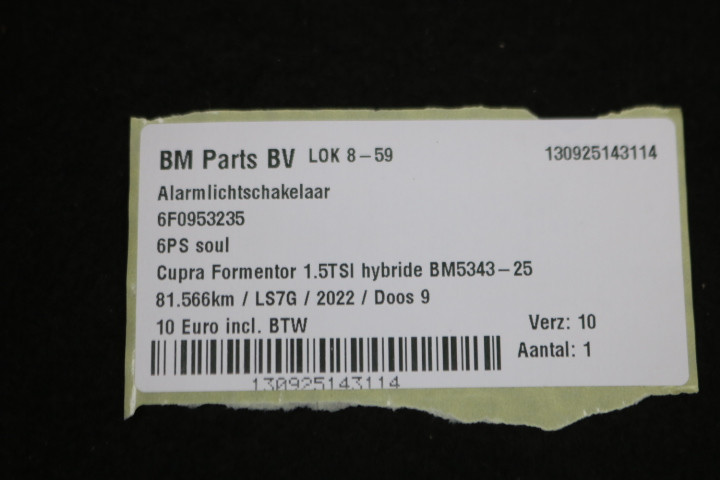 BM Parts BV LOK 8-59 130925143114
Alarmlichtschakelaar
6F0953235
6PS soul
Cupra Formentor 1.5TSI hybride BM5343-25
81.566km / LS7G / 2022 / Doos 9
10 Euro incl. BTW Verz: 10
Aantal: 1
130925143114